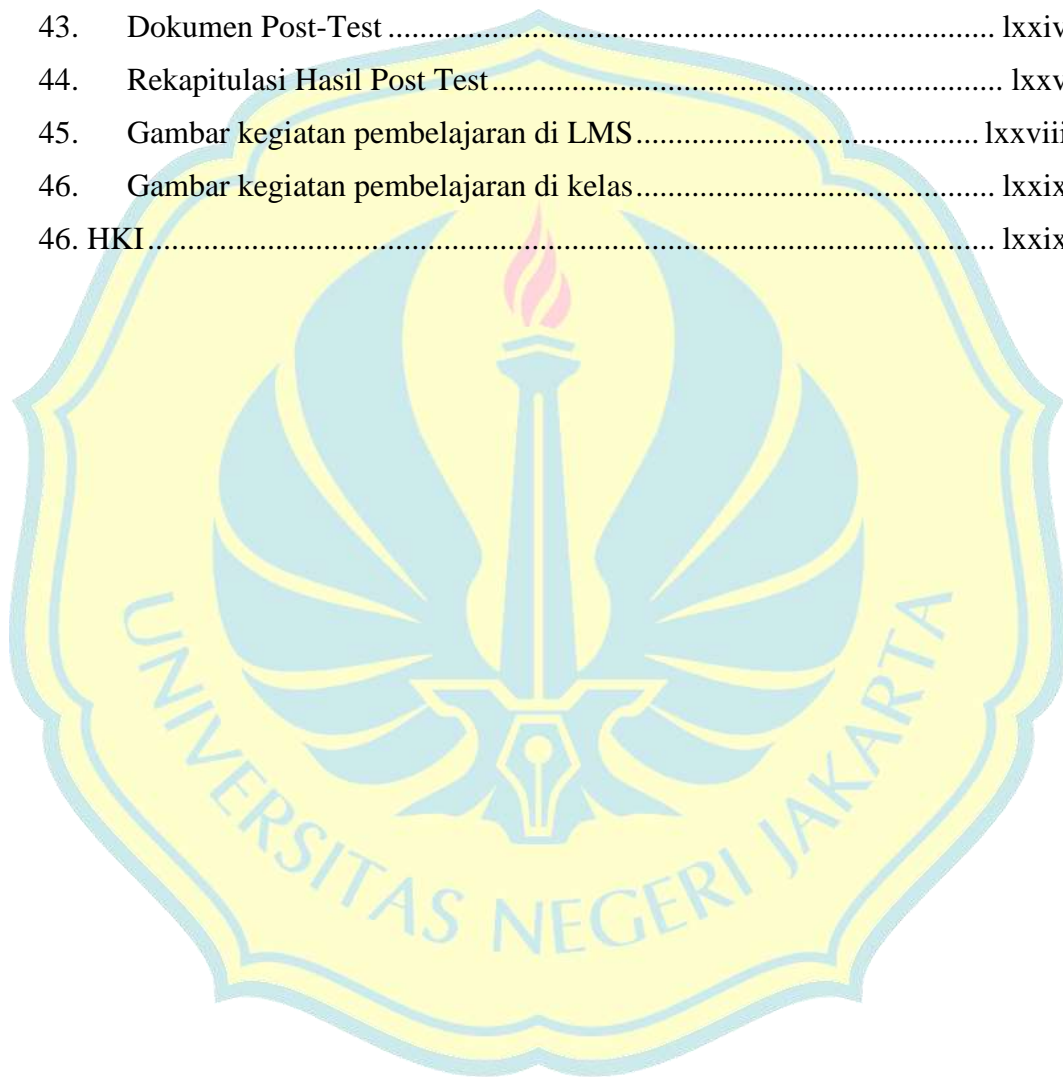 43. Dokumen Post-Test ........................................................................... lxxiv
44. Rekapitulasi Hasil Post Test ............................................................... lxxv
45. Gambar kegiatan pembelajaran di LMS .......................................... lxxviii
46. Gambar kegiatan pembelajaran di kelas ............................................ lxxix
46. HKI ........................................................................................................ lxxix
UNIVERSITAS NEGERI JAKARTA